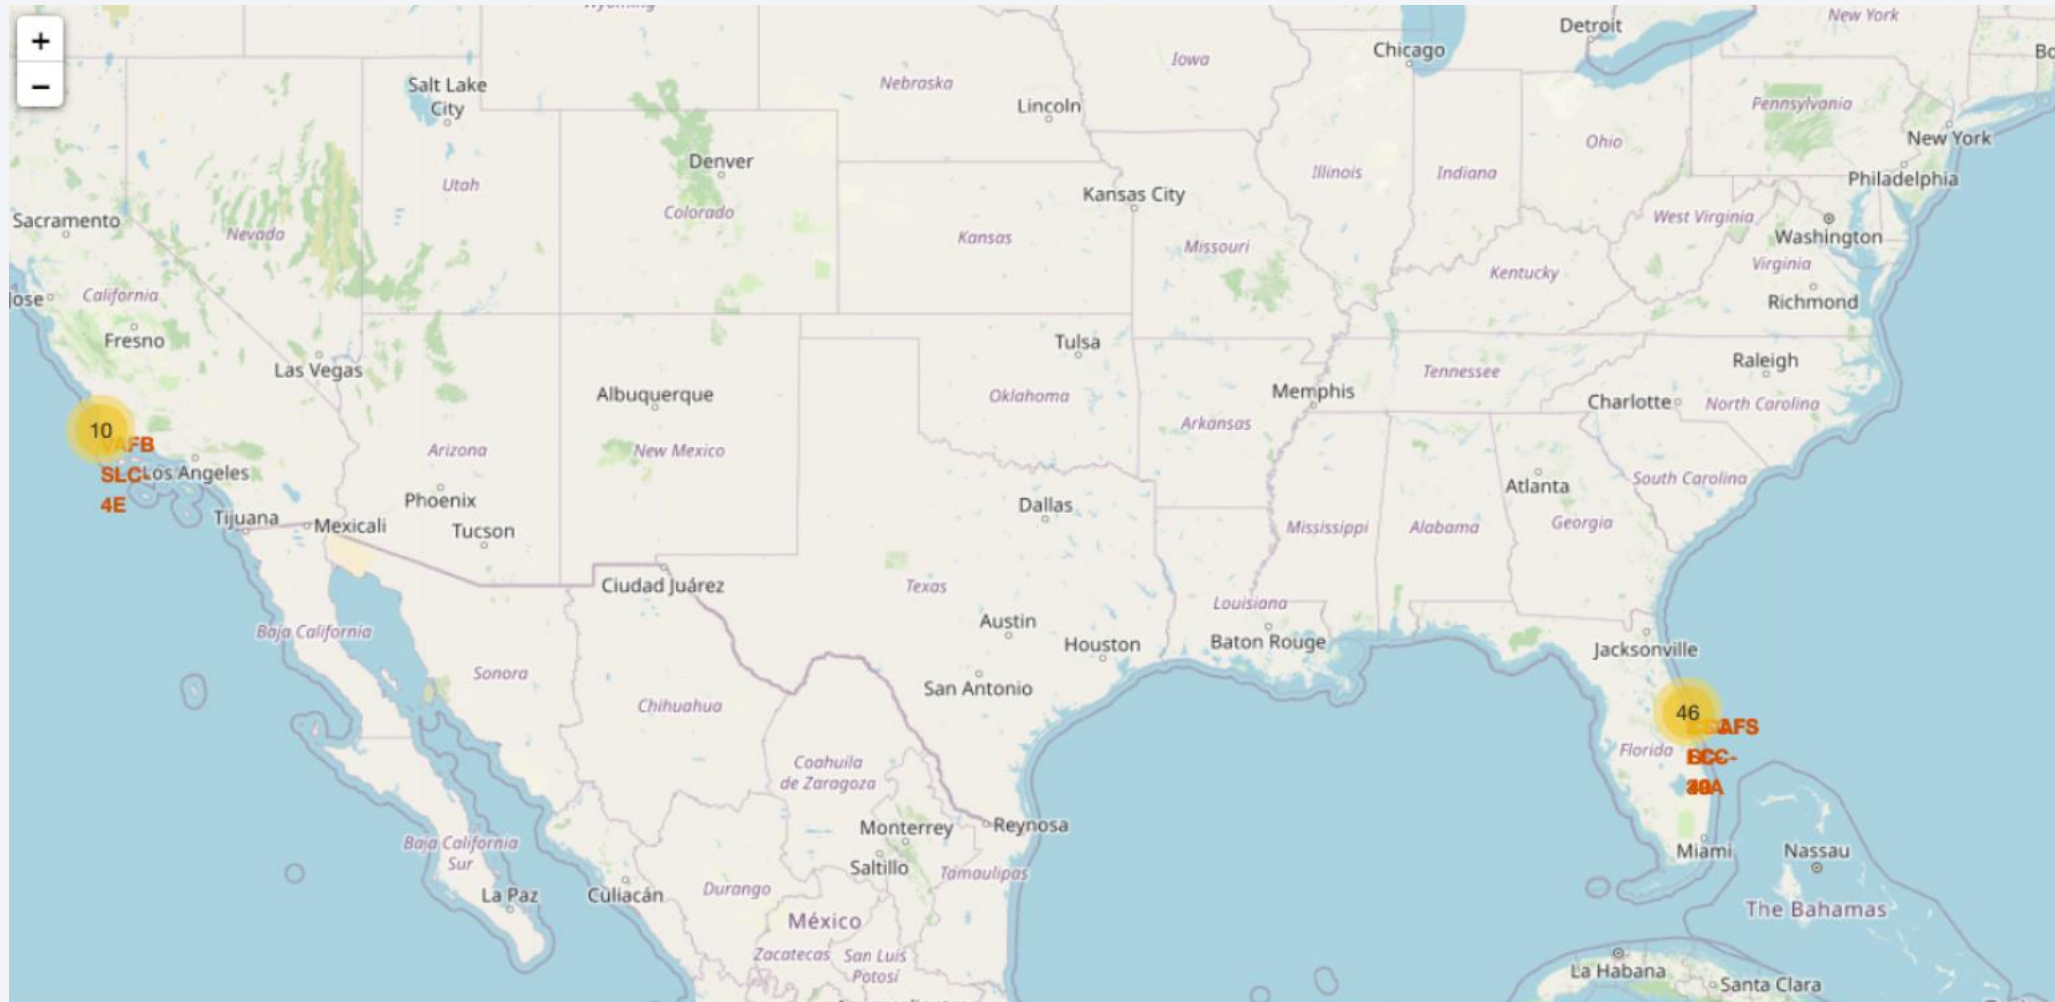 Wyoming
+
−
Detroit
New York
Chicago
Iowa
Salt Lake
City
Nebraska
Lincoln
Pennsylvania
New York
Ohio
Denver
Utah
Colorado
Illinois
Indiana
Philadelphia
Kansas City
Sacramento
Nevada
Kansas
Missouri
West Virginia
Washington
Virginia
California
Kentucky
Richmond
Fresno
Las Vegas
Tulsa
Raleigh
Tennessee
Albuquerque
Oklahoma
Memphis
Charlotte
North Carolina
Arkansas
10
VAFB
SLC-
4E
Los Angeles
Arizona
New Mexico
Phoenix
Atlanta
South Carolina
Dallas
Tijuana
Mexicali
Tucson
Mississippi
Alabama
Georgia
Ciudad Juárez
Texas
Louisiana
Austin
Baja California
Houston
Baton Rouge
Jacksonville
Sonora
San Antonio
Chihuahua
46
Florida
Coahuila
de Zaragoza
Monterrey
Reynosa
Baja California
Sur
Saltillo
Tamaulipas
Miami
Nassau
La Paz
Culiacán
Durango
México
The Bahamas
Zacatecas
San Luis
Potosí
La Habana
Santa Clara